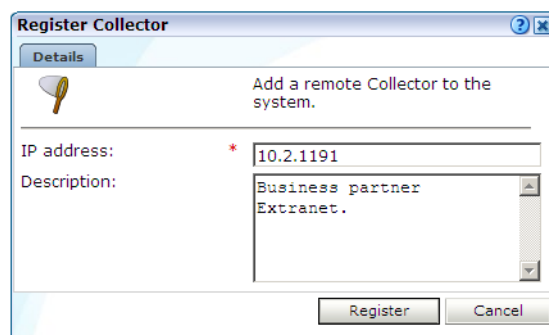 Register Collector
Details
Add a remote Collector to the
system.
IP address: * 10.2.1191
Description: Business partner
Extranet.
Register Cancel